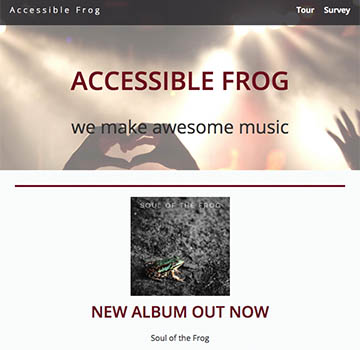 Accessible Frog
Tour Survey
ACCESSIBLE FROG
we make awesome music
SOUL OF THE FROG
NEW ALBUM OUT NOW
Soul of the Frog